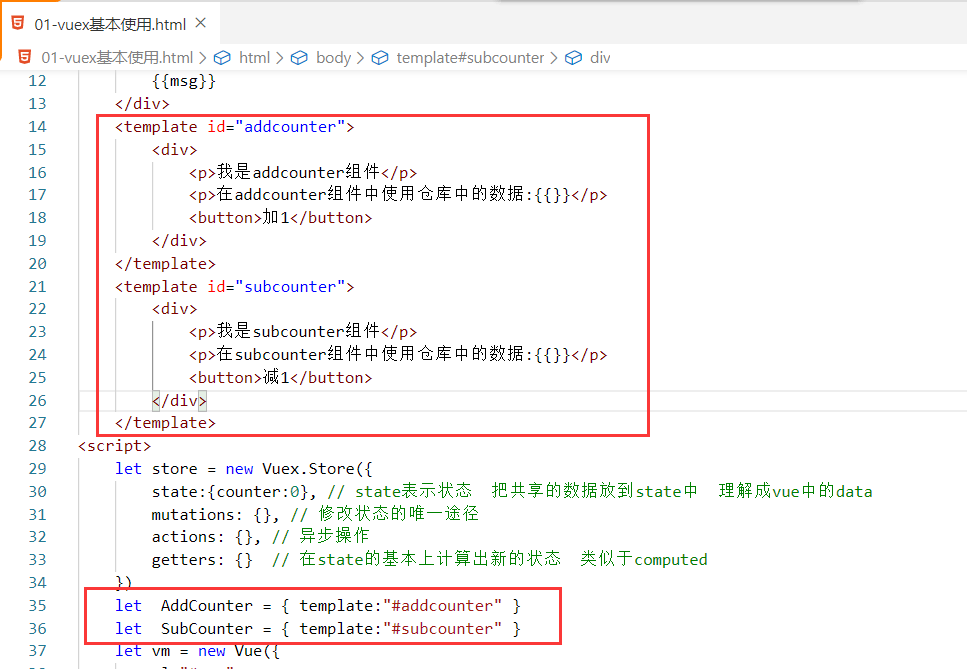 01-vuex基本使用.html
01-vuex基本使用.html > html > body > template#subcounter > div
12 {{msg}}
13 </div>
14 <template id="addcounter">
15 <div>
16 <p>我是addcounter组件</p>
17 <p>在addcounter组件中使用仓库中的数据:{{}}</p>
18 <button>加1</button>
19 </div>
20 </template>
21 <template id="subcounter">
22 <div>
23 <p>我是subcounter组件</p>
24 <p>在subcounter组件中使用仓库中的数据:{{}}</p>
25 <button>减1</button>
26 </div>
27 </template>
28 <script>
29 let store = new Vuex.Store({
30 state:{counter:0}, // state表示状态 把共享的数据放到state中 理解成vue中的data
31 mutations: {}, // 修改状态的唯一途径
32 actions: {}, // 异步操作
33 getters: {} // 在state的基本上计算出新的状态 类似于computed
34 })
35 let AddCounter = { template:"#addcounter" }
36 let SubCounter = { template:"#subcounter" }
37 let vm = new Vue({